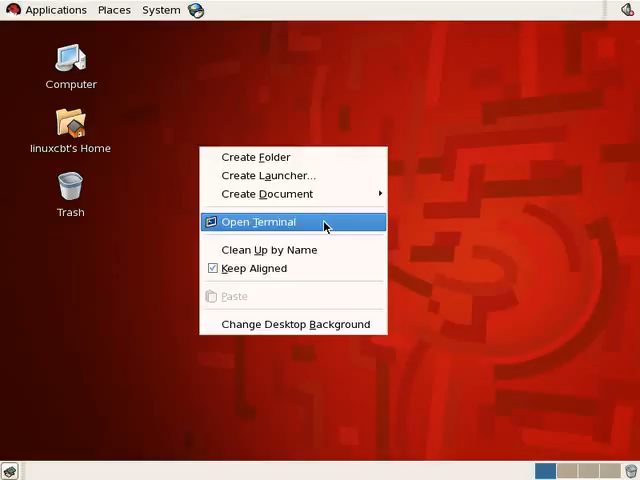 Applications Places System
Computer
linuxcbt's Home
Trash
Create Folder
Create Launcher...
Create Document
Open Terminal
Clean Up by Name
Keep Aligned
Paste
Change Desktop Background